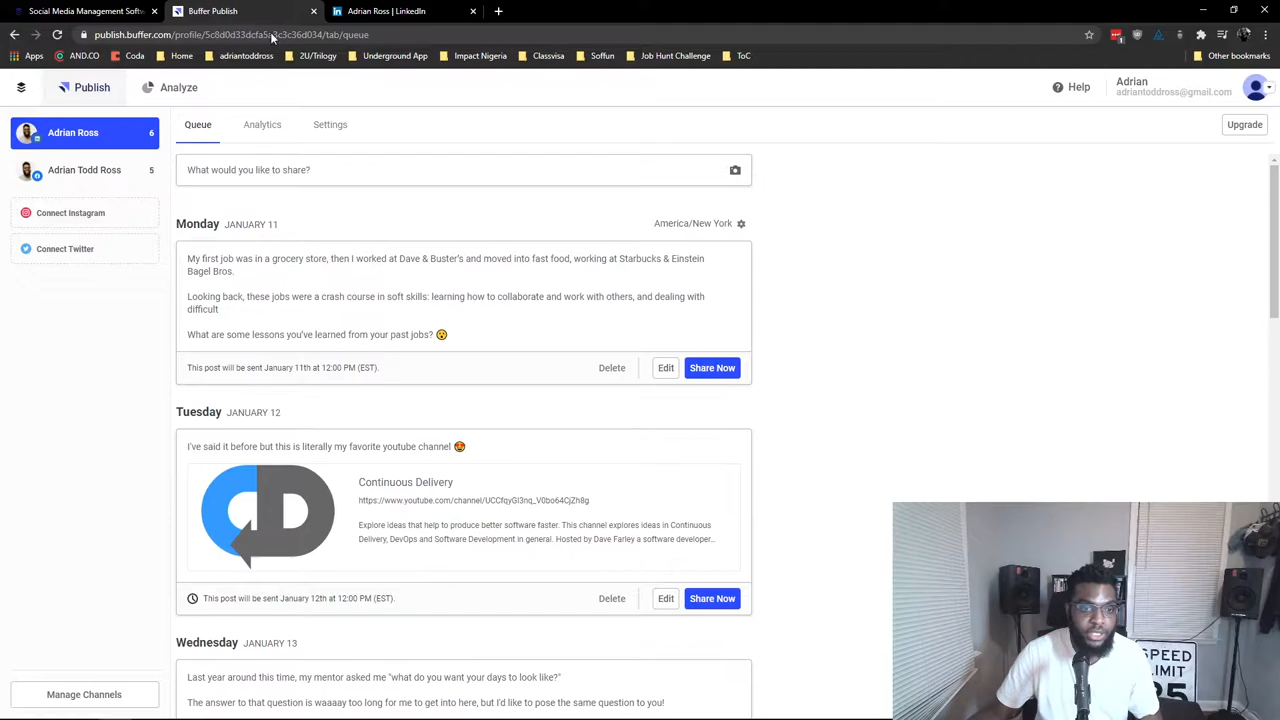 Social Media Management Softw
Buffer Publish
Adrian Ross | LinkedIn
publish.buffer.com/profile/5c8d0d33dcfa5b3c3c36d034/tab/queue
Apps
AND.CO
Coda
Home
adriantoddross
2U/Trilogy
Underground App
Impact Nigeria
Classvisa
Soffun
Job Hunt Challenge
ToC
Other bookmarks
Publish
Analyze
Help
Adrian
adriantoddross@gmail.com
Adrian Ross 6
Adrian Todd Ross 5
Connect Instagram
Connect Twitter
Manage Channels
Queue
Analytics
Settings
Upgrade
What would you like to share?
Monday JANUARY 11
America/New York
My first job was in a grocery store, then I worked at Dave & Buster's and moved into fast food, working at Starbucks & Einstein
Bagel Bros.
Looking back, these jobs were a crash course in soft skills: learning how to collaborate and work with others, and dealing with
difficult
What are some lessons you've learned from your past jobs? 😯
This post will be sent January 11th at 12:00 PM (EST).
Delete
Edit
Share Now
Tuesday JANUARY 12
I've said it before but this is literally my favorite youtube channel 🤩
Continuous Delivery
https://www.youtube.com/channel/UCCfqyGl3nq_V0bo64CjZh8g
Explore ideas that help to produce better software faster. This channel explores ideas in Continuous
Delivery, DevOps and Software Development in general. Hosted by Dave Farley a software developer...
This post will be sent January 12th at 12:00 PM (EST).
Delete
Edit
Share Now
Wednesday JANUARY 13
Last year around this time, my mentor asked me "what do you want your days to look like?"
The answer to that question is waaaay too long for me to get into here, but I'd like to pose the same question to you!
SPEED
LIMIT